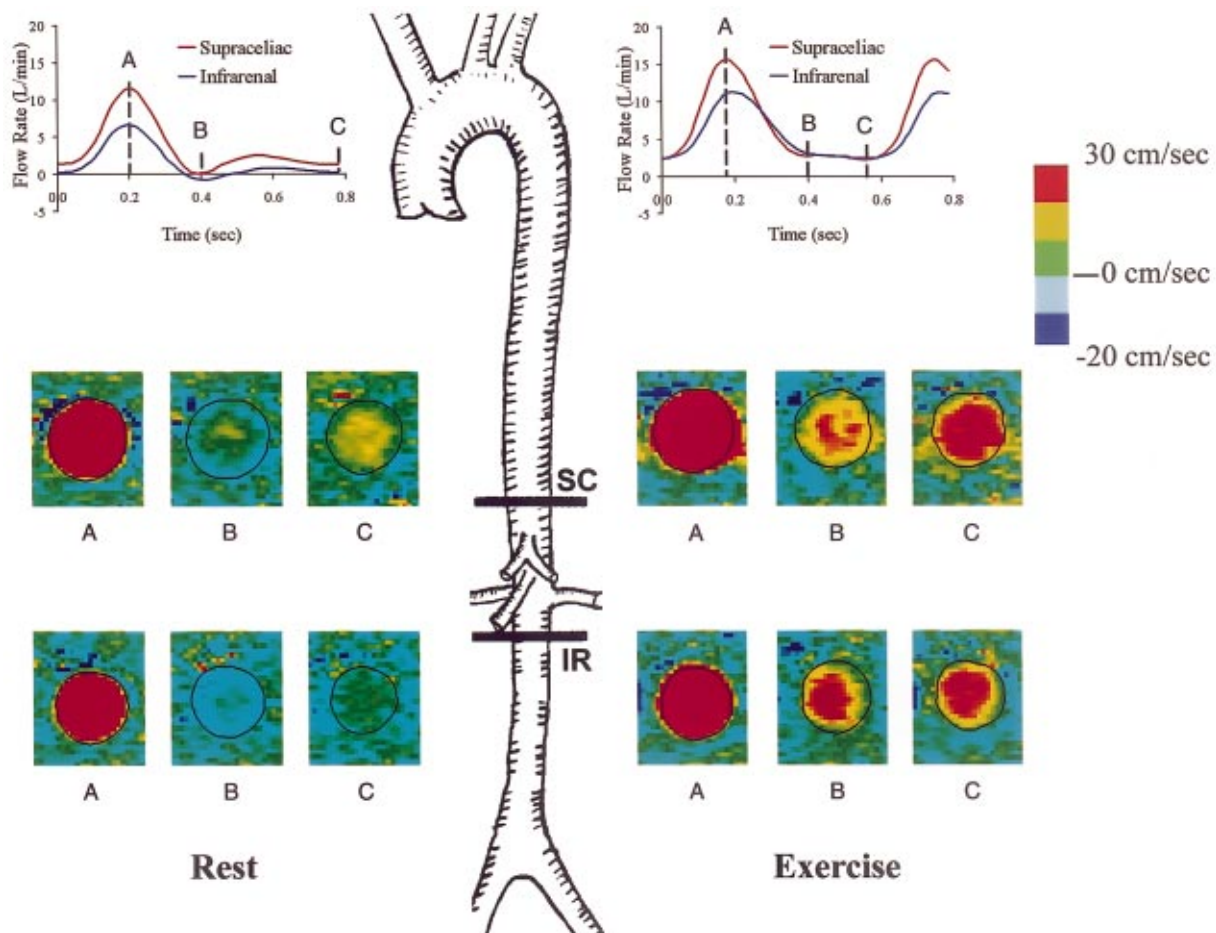 20
15
10
5
0
-5
Flow Rate (L/min)
A
B
C
Supraceliac
Infrarenal
0.0
0.2
0.4
0.6
0.8
Time (sec)
20
15
10
5
0
-5
Flow Rate (L/min)
A
B
C
Supraceliac
Infrarenal
0.0
0.2
0.4
0.6
0.8
Time (sec)
30 cm/sec
0 cm/sec
-20 cm/sec
A
B
C
SC
A
B
C
A
B
C
IR
A
B
C
Rest
Exercise